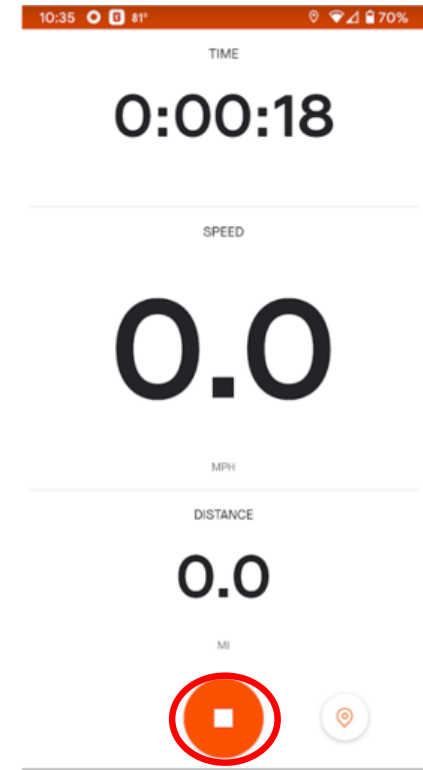 10:35 81°
70%
TIME
0:00:18
SPEED
0.0
MPH
DISTANCE
0.0
MI